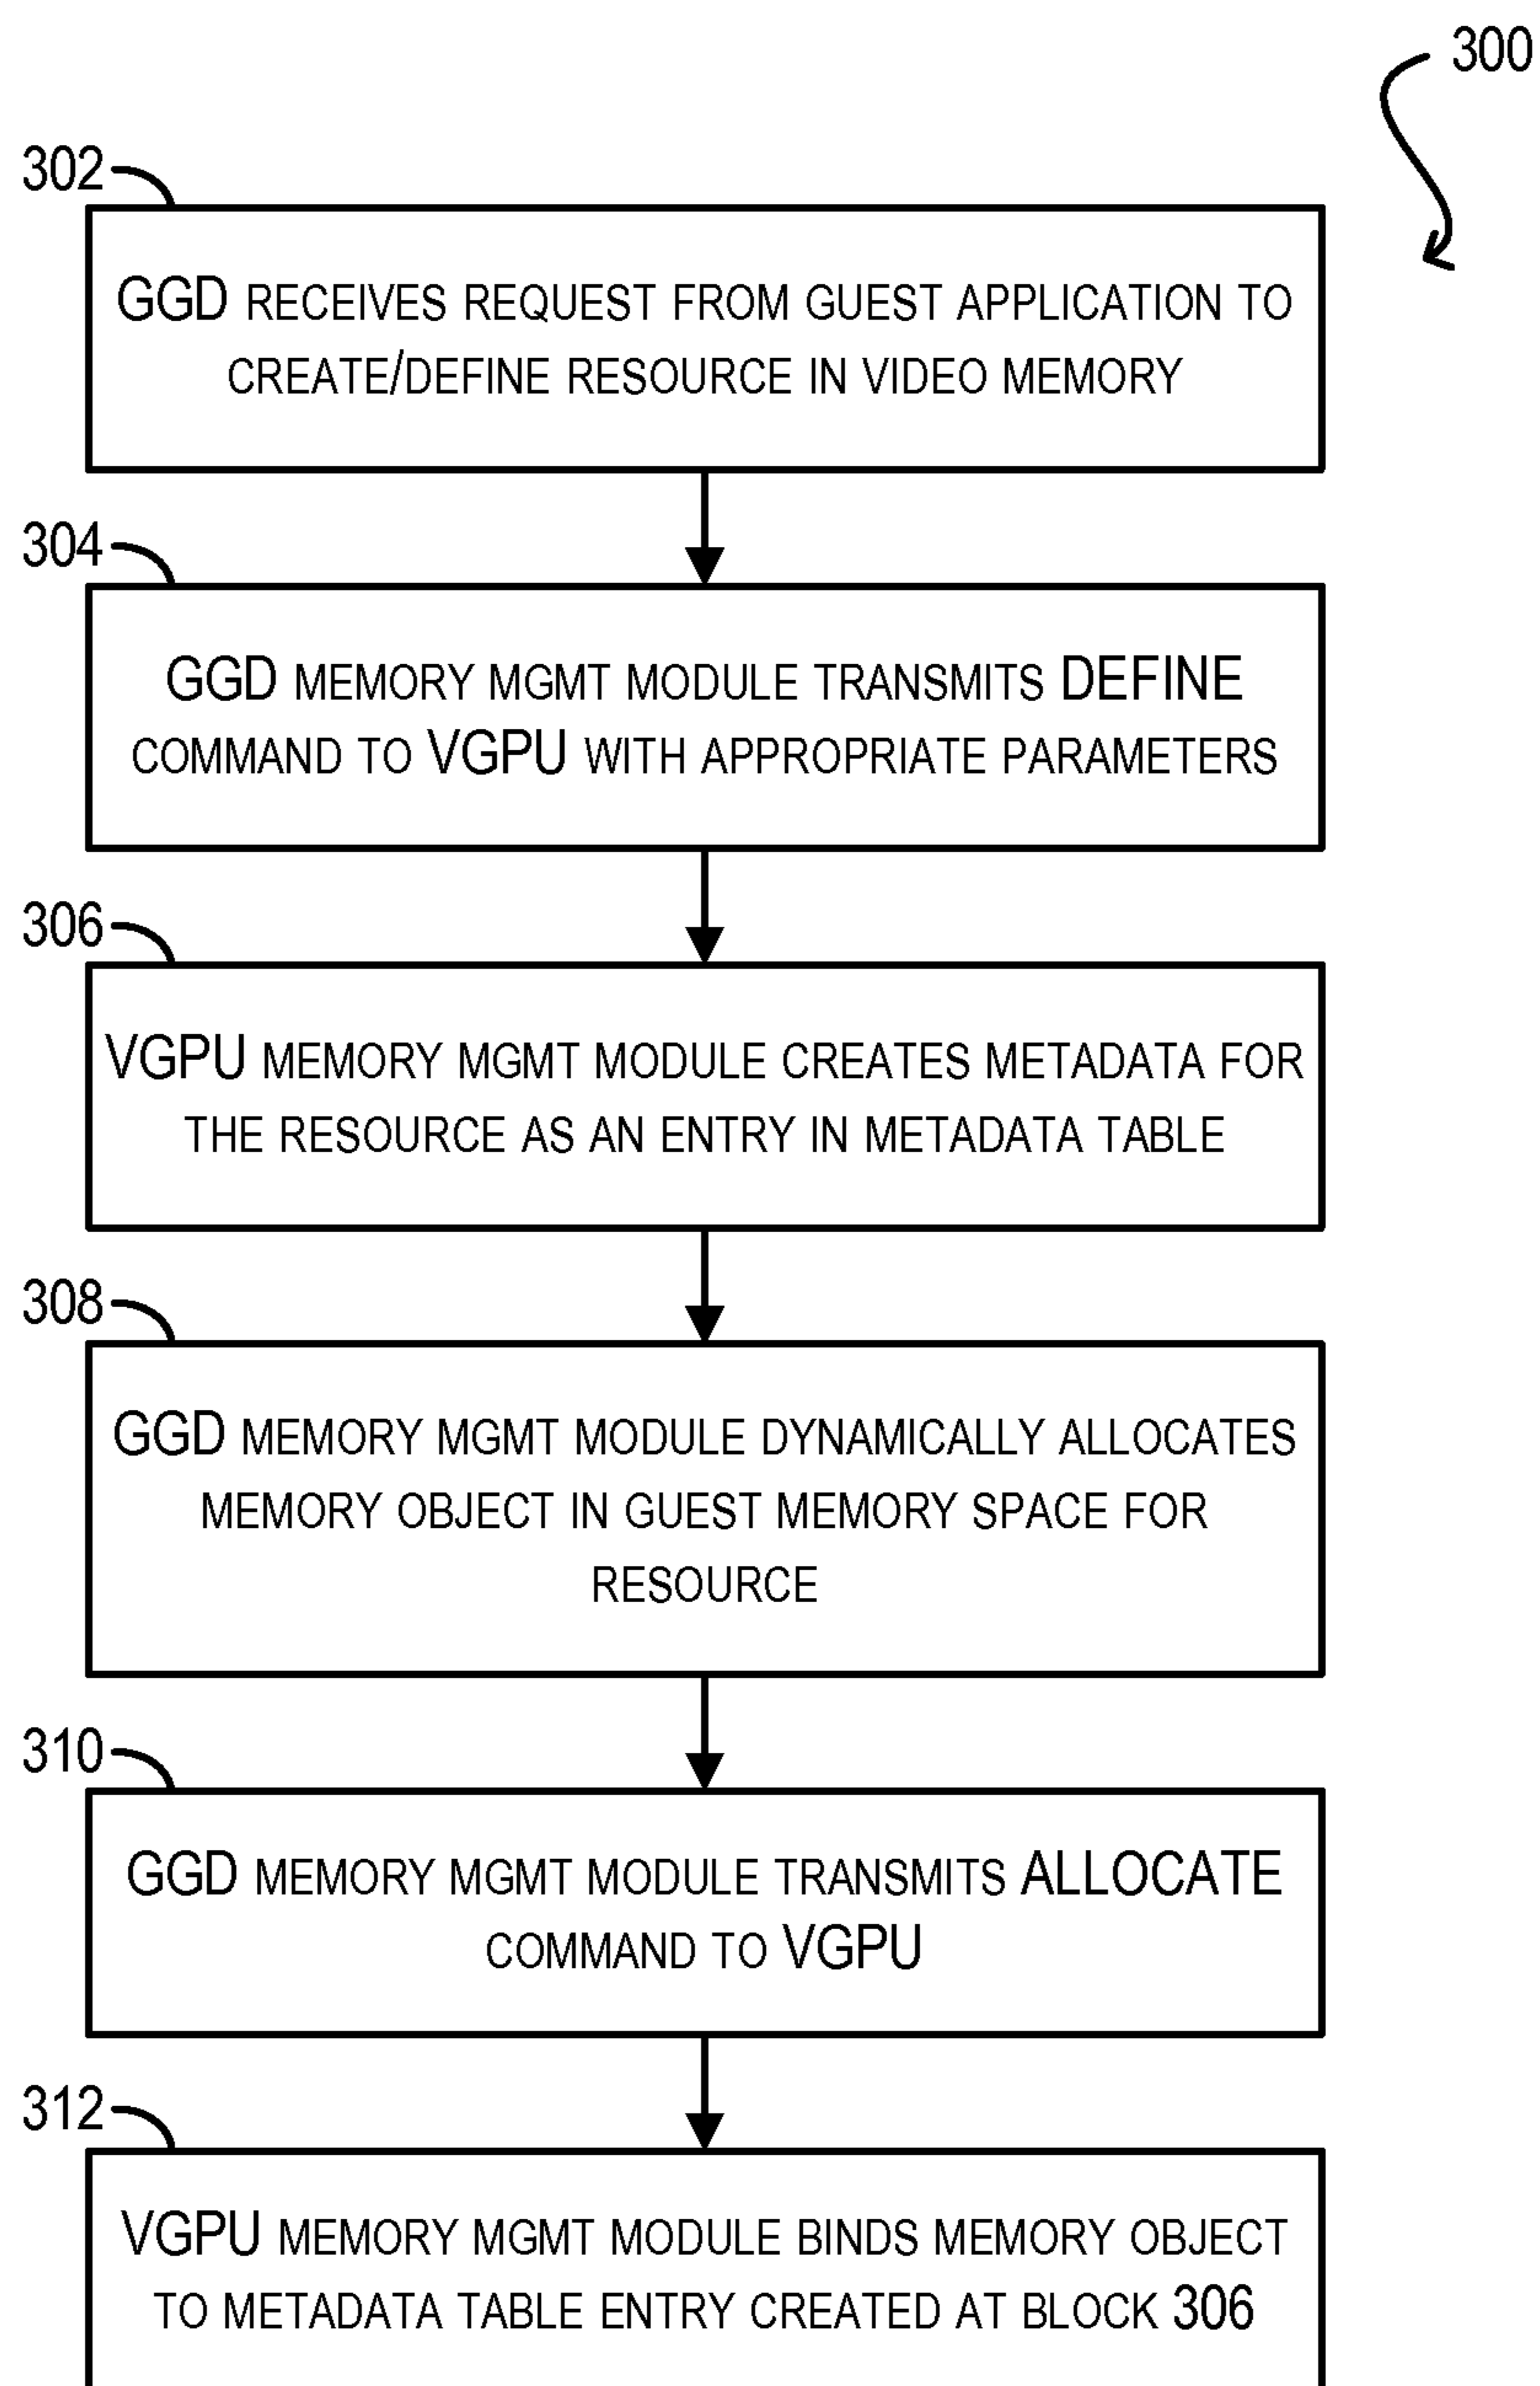 300
302
GGD RECEIVES REQUEST FROM GUEST APPLICATION TO
CREATE/DEFINE RESOURCE IN VIDEO MEMORY
304
GGD MEMORY MGMT MODULE TRANSMITS DEFINE
COMMAND TO VGPU WITH APPROPRIATE PARAMETERS
306
VGPU MEMORY MGMT MODULE CREATES METADATA FOR
THE RESOURCE AS AN ENTRY IN METADATA TABLE
308
GGD MEMORY MGMT MODULE DYNAMICALLY ALLOCATES
MEMORY OBJECT IN GUEST MEMORY SPACE FOR
RESOURCE
310
GGD MEMORY MGMT MODULE TRANSMITS ALLOCATE
COMMAND TO VGPU
312
VGPU MEMORY MGMT MODULE BINDS MEMORY OBJECT
TO METADATA TABLE ENTRY CREATED AT BLOCK 306